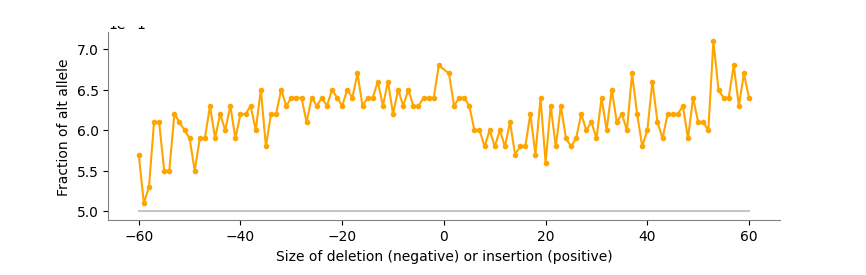 7.0
6.5
6.0
5.5
5.0
Fraction of alt allele
−60 −40 −20 0 20 40 60
Size of deletion (negative) or insertion (positive)